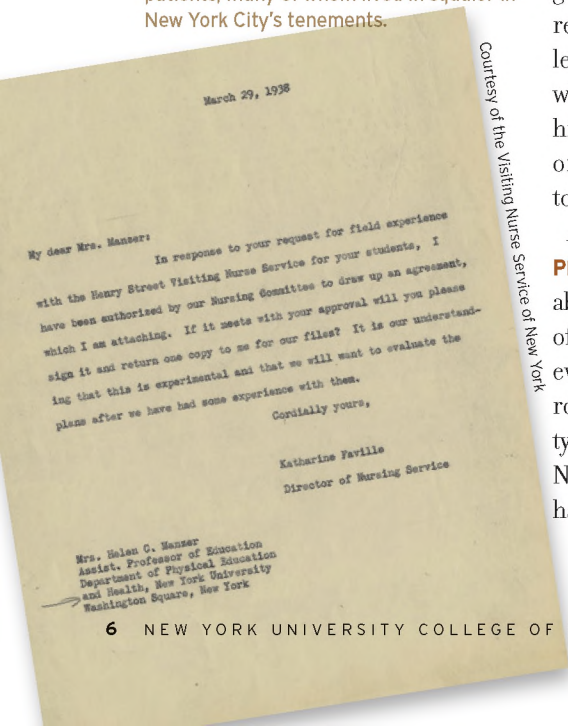 New York City's tenements.
March 29, 1938
My dear Mrs. Manzer:
In response to your request for field experience
with the Henry Street Visiting Nurse Service for your students, I
have been authorized by our Nursing Committee to draw up an agreement,
which I am attaching. If it meets with your approval will you please
sign it and return one copy to me for our files? It is our understand-
ing that this is experimental and that we will want to evaluate the
plans after we have had some experience with them.
Cordially yours,
Katharine Faville
Director of Nursing Service
Mrs. Helen C. Manzer
Assist. Professor of Education
Department of Physical Education
and Health, New York University
Washington Square, New York
Courtesy of the Visiting Nurse Service of New York
6 NEW YORK UNIVERSITY COLLEGE OF